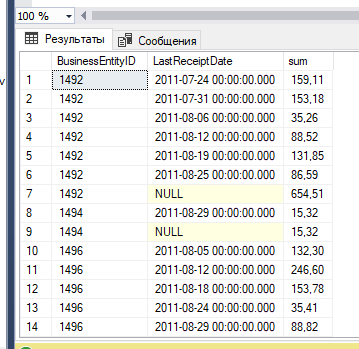 100 %
Результаты Сообщения
BusinessEntityID LastReceiptDate sum
1 1492 2011-07-24 00:00:00.000 159,11
2 1492 2011-07-31 00:00:00.000 153,18
3 1492 2011-08-06 00:00:00.000 35,26
4 1492 2011-08-12 00:00:00.000 88,52
5 1492 2011-08-19 00:00:00.000 131,85
6 1492 2011-08-25 00:00:00.000 86,59
7 1492 NULL 654,51
8 1494 2011-08-29 00:00:00.000 15,32
9 1494 NULL 15,32
10 1496 2011-08-05 00:00:00.000 132,30
11 1496 2011-08-12 00:00:00.000 246,60
12 1496 2011-08-18 00:00:00.000 153,78
13 1496 2011-08-24 00:00:00.000 35,41
14 1496 2011-08-29 00:00:00.000 88,82